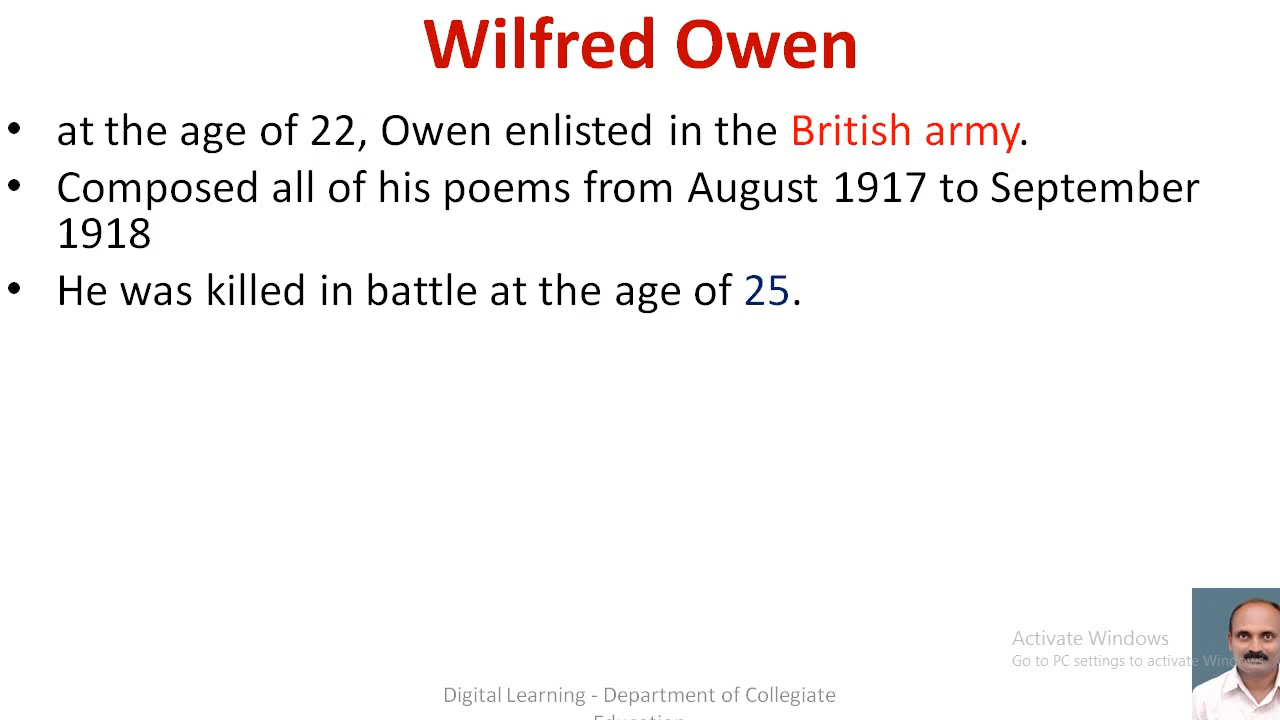 Wilfred Owen
• at the age of 22, Owen enlisted in the British army.
• Composed all of his poems from August 1917 to September
1918
• He was killed in battle at the age of 25.
Activate Windows
Go to PC settings to activate Windows.
Digital Learning - Department of Collegiate
Education